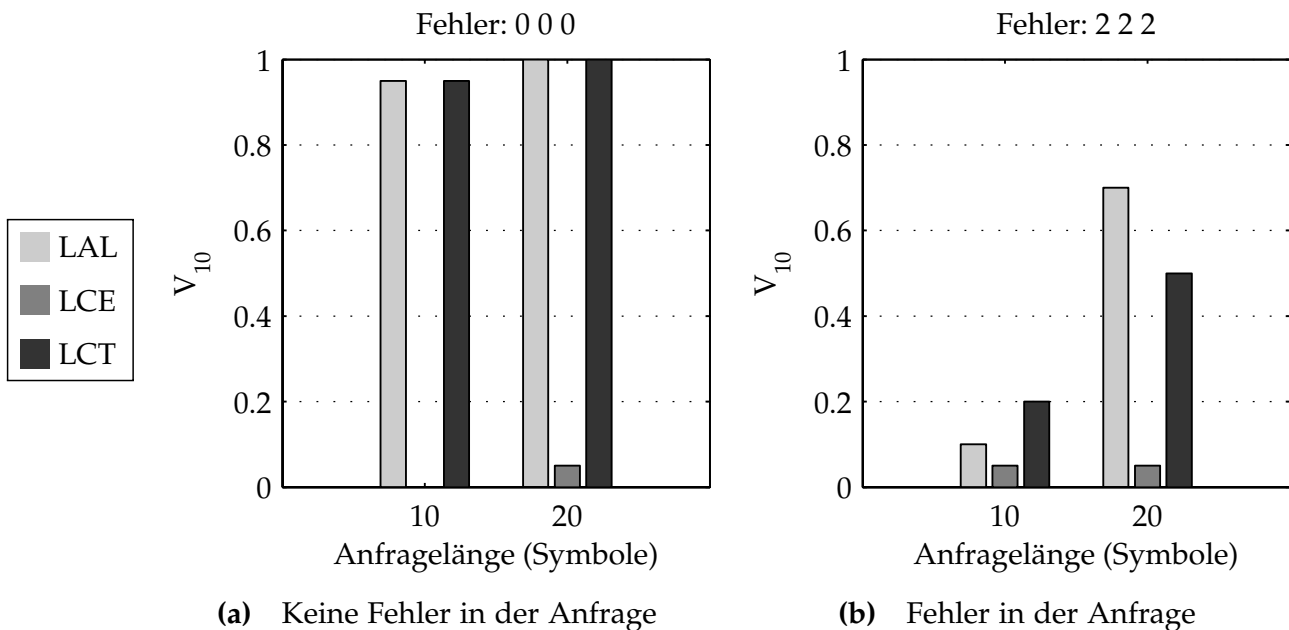 Fehler: 0 0 0
1
0.8
0.6
0.4
0.2
0
V10
10
20
Anfragelänge (Symbole)
(a) Keine Fehler in der Anfrage
LAL
LCE
LCT
Fehler: 2 2 2
1
0.8
0.6
0.4
0.2
0
V10
10
20
Anfragelänge (Symbole)
(b) Fehler in der Anfrage